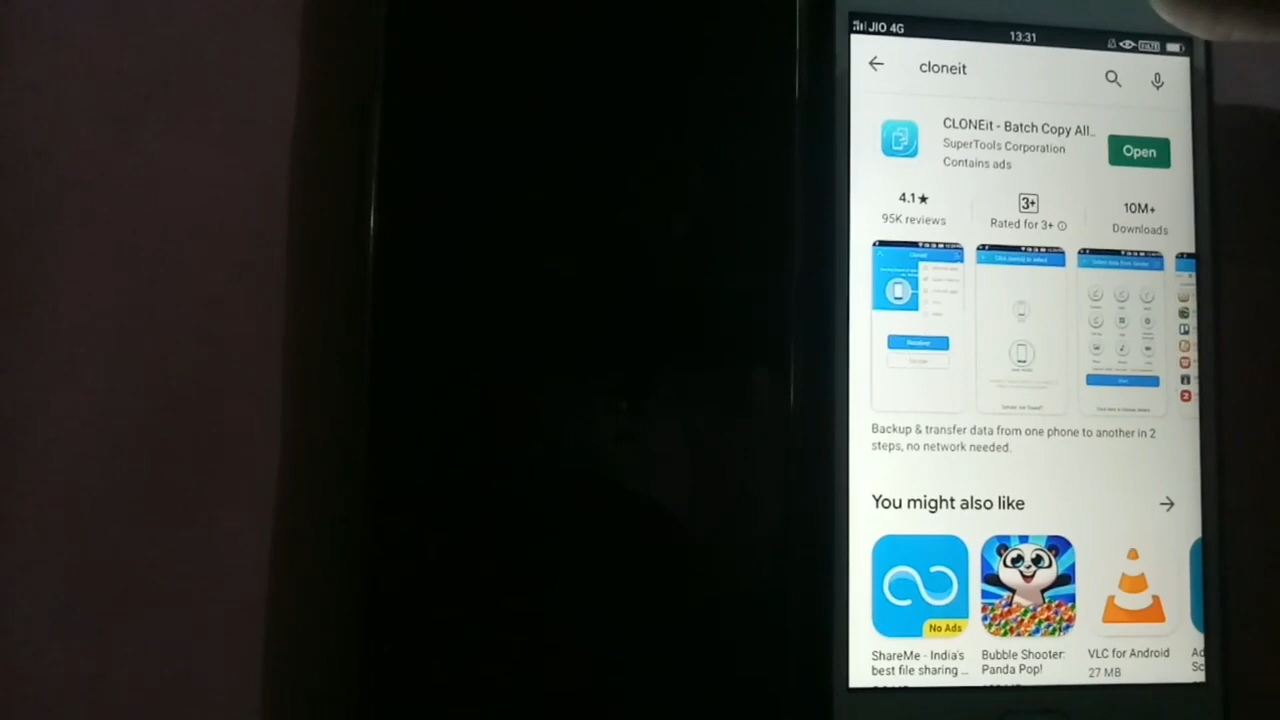 JIO 4G
13:31
cloneit
CLONEit - Batch Copy All...
SuperTools Corporation
Contains ads
Open
4.1★
95K reviews
3+
Rated for 3+
10M+
Downloads
Receiver
Backup & transfer data from one phone to another in 2
steps, no network needed.
You might also like
No Ads
ShareMe - India's
best file sharing ...
Bubble Shooter:
Panda Pop!
VLC for Android
27 MB